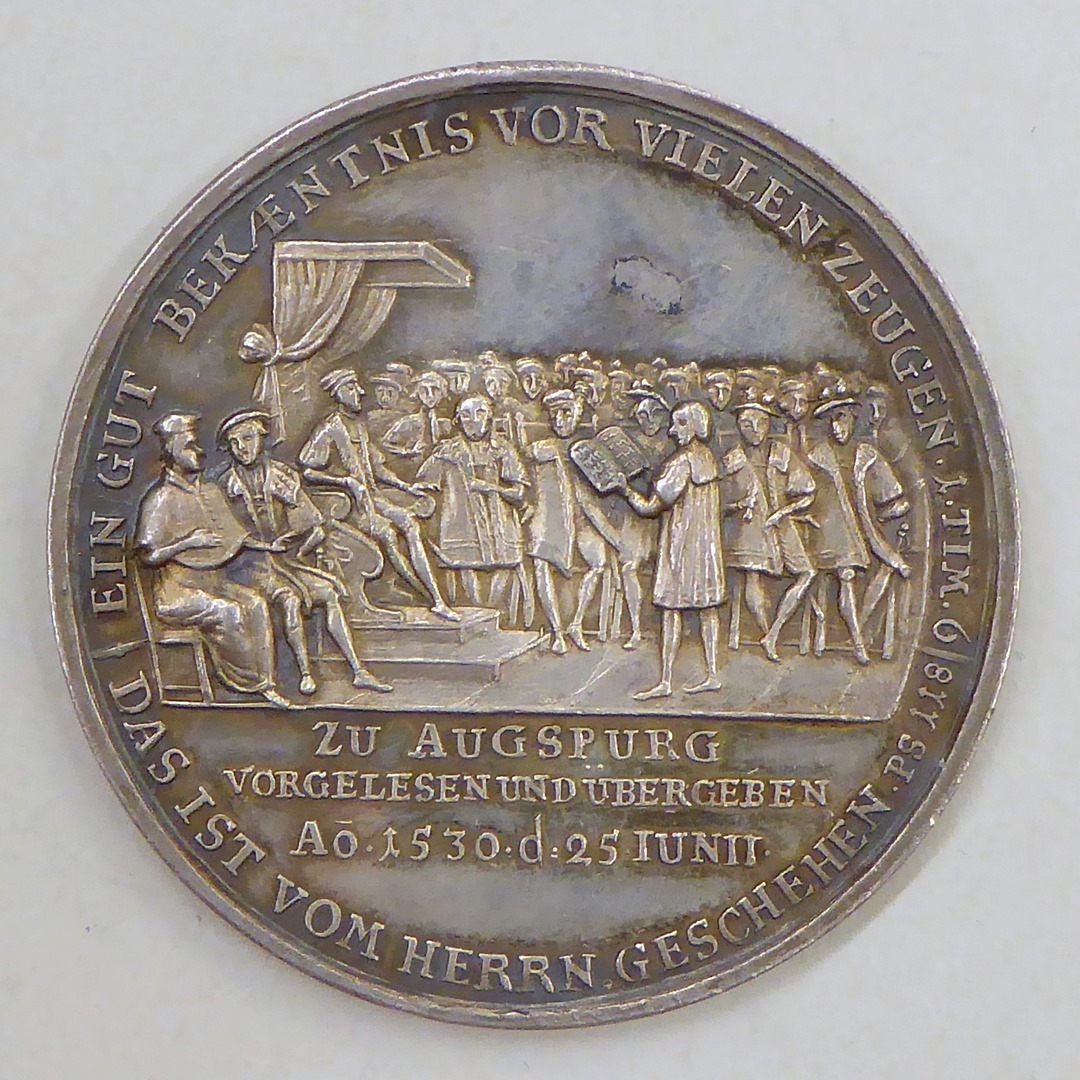 EIN GUT BEKÆNTNIS VOR VIELEN ZEUGEN. 1. TIM. 6
DAS IST VOM HERRN, GESCHEHEN. PS 118
ZU AUGSPURG
VORGELESEN UND ÜBERGEBEN
AŌ·1530·d:25 IUNII·